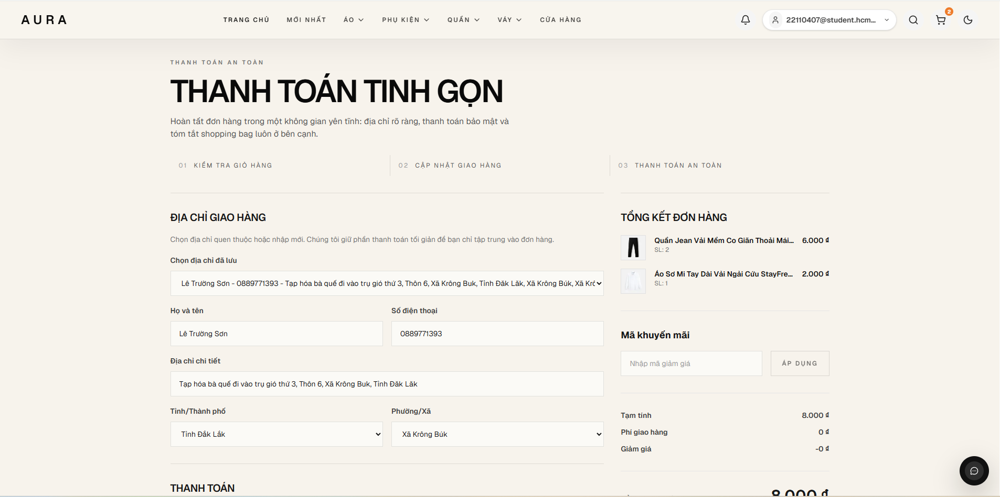 AURA
TRANG CHỦ
MỚI NHẤT
ÁO
PHỤ KIỆN
QUẦN
VÁY
CỬA HÀNG
22110407@student.hcm...
2
THANH TOÁN AN TOÀN
THANH TOÁN TINH GỌN
Hoàn tất đơn hàng trong một không gian yên tĩnh: địa chỉ rõ ràng, thanh toán bảo mật và
tóm tắt shopping bag luôn ở bên cạnh.
01 KIỂM TRA GIỎ HÀNG
02 CẬP NHẬT GIAO HÀNG
03 THANH TOÁN AN TOÀN
ĐỊA CHỈ GIAO HÀNG
Chọn địa chỉ quen thuộc hoặc nhập mới. Chúng tôi giữ phần thanh toán tối giản để bạn chỉ tập trung vào đơn hàng.
Chọn địa chỉ đã lưu
Lê Trường Sơn - 0889771393 - Tạp hóa bà quế đi vào trụ gió thứ 3, Thôn 6, Xã Krông Buk, Tỉnh Đăk Lăk, Xã Krông Búk, Xã Krô
Họ và tên
Số điện thoại
Lê Trường Sơn
0889771393
Địa chỉ chi tiết
Tạp hóa bà quế đi vào trụ gió thứ 3, Thôn 6, Xã Krông Buk, Tỉnh Đăk Lăk
Tỉnh/Thành phố
Phường/Xã
Tỉnh Đắk Lắk
Xã Krông Búk
THANH TOÁN
TỔNG KẾT ĐƠN HÀNG
Quần Jean Vải Mềm Co Giãn Thoải Mái... 6.000 ₫
SL: 2
Áo Sơ Mi Tay Dài Vải Ngải Cứu StayFre... 2.000 ₫
SL: 1
Mã khuyến mãi
Nhập mã giảm giá
ÁP DỤNG
Tạm tính 8.000 ₫
Phí giao hàng 0 ₫
Giảm giá -0 ₫
8.000 ₫